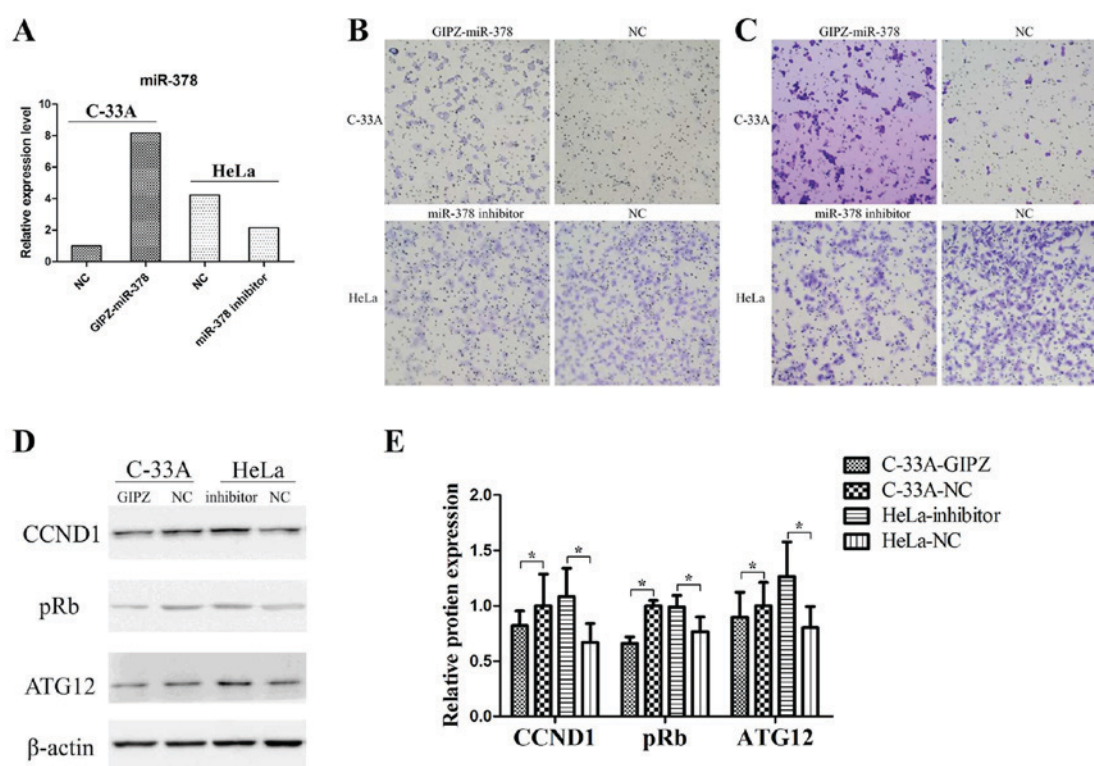 A
miR-378
Relative expression level
10
8
6
4
2
0
C-33A
HeLa
NC
GIPZ-miR-378
NC
miR-378 inhibitor
B
GIPZ-miR-378 NC
C-33A
miR-378 inhibitor NC
HeLa
C
GIPZ-miR-378 NC
C-33A
miR-378 inhibitor NC
HeLa
D
C-33A HeLa
GIPZ NC inhibitor NC
CCND1
pRb
ATG12
β-actin
E
C-33A-GIPZ
C-33A-NC
HeLa-inhibitor
HeLa-NC
Relative protien expression
2.0
1.5
1.0
0.5
0.0
* * * * * *
CCND1 pRb ATG12